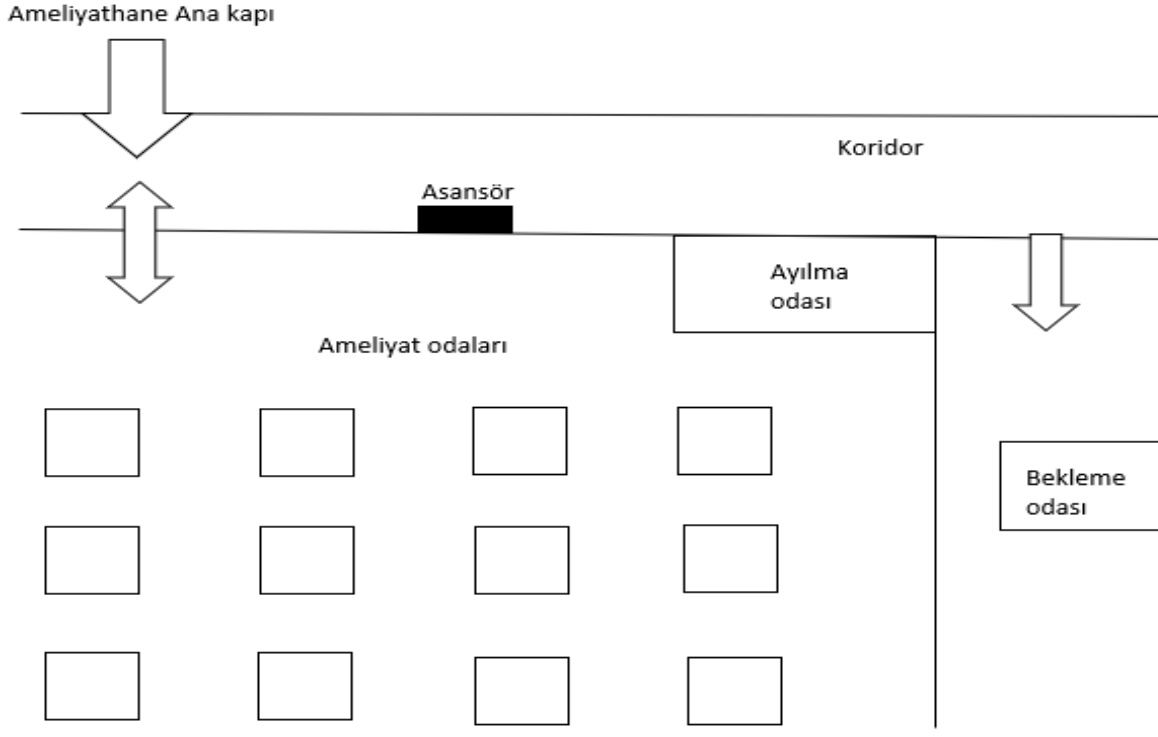 Ameliyathane Ana kapı
Koridor
Asansör
Ayılma
odası
Ameliyat odaları
Bekleme
odası